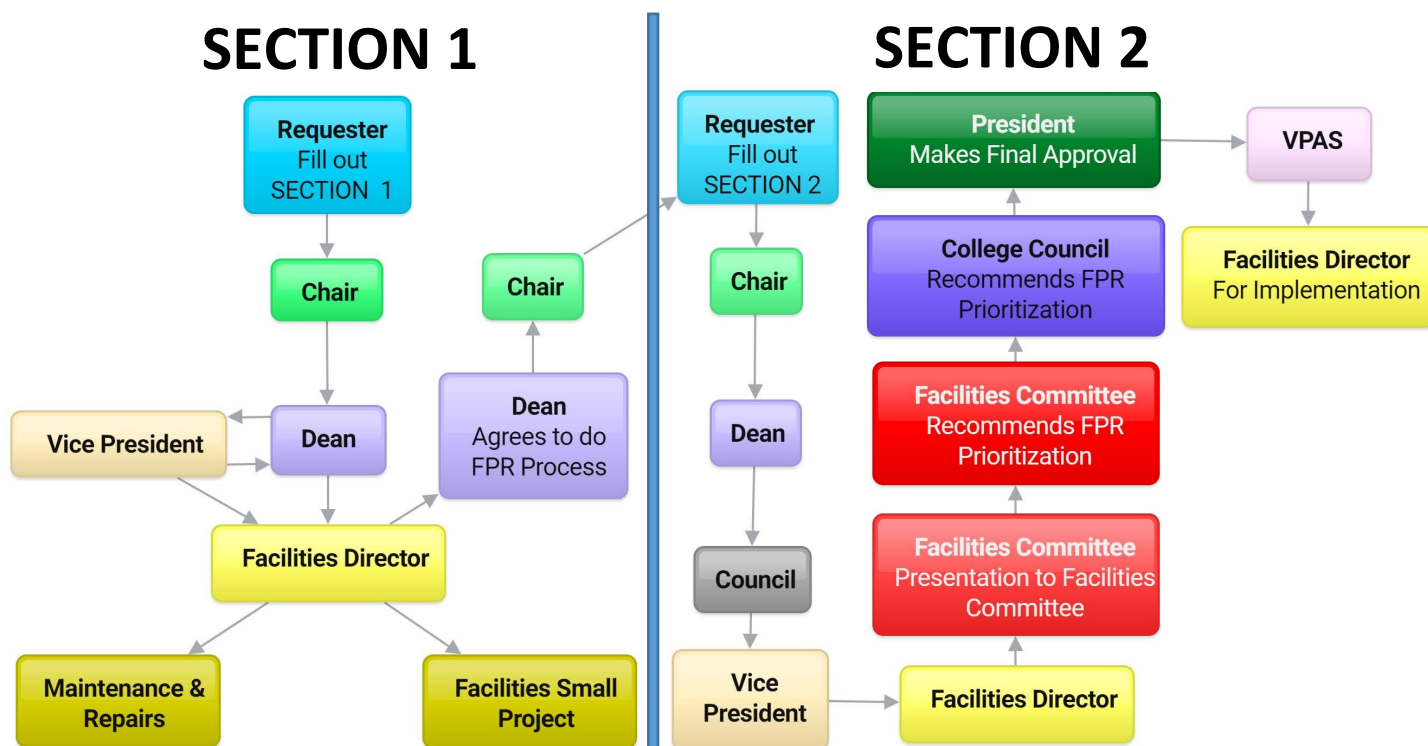 SECTION 1
Requester
Fill out
SECTION 1
Chair
Vice President
Dean
Chair
Dean
Agrees to do
FPR Process
Facilities Director
Maintenance &
Repairs
Facilities Small
Project
SECTION 2
Requester
Fill out
SECTION 2
Chair
Dean
Council
Vice
President
Facilities Director
Facilities Committee
Presentation to Facilities
Committee
Facilities Committee
Recommends FPR
Prioritization
College Council
Recommends FPR
Prioritization
President
Makes Final Approval
VPAS
Facilities Director
For Implementation